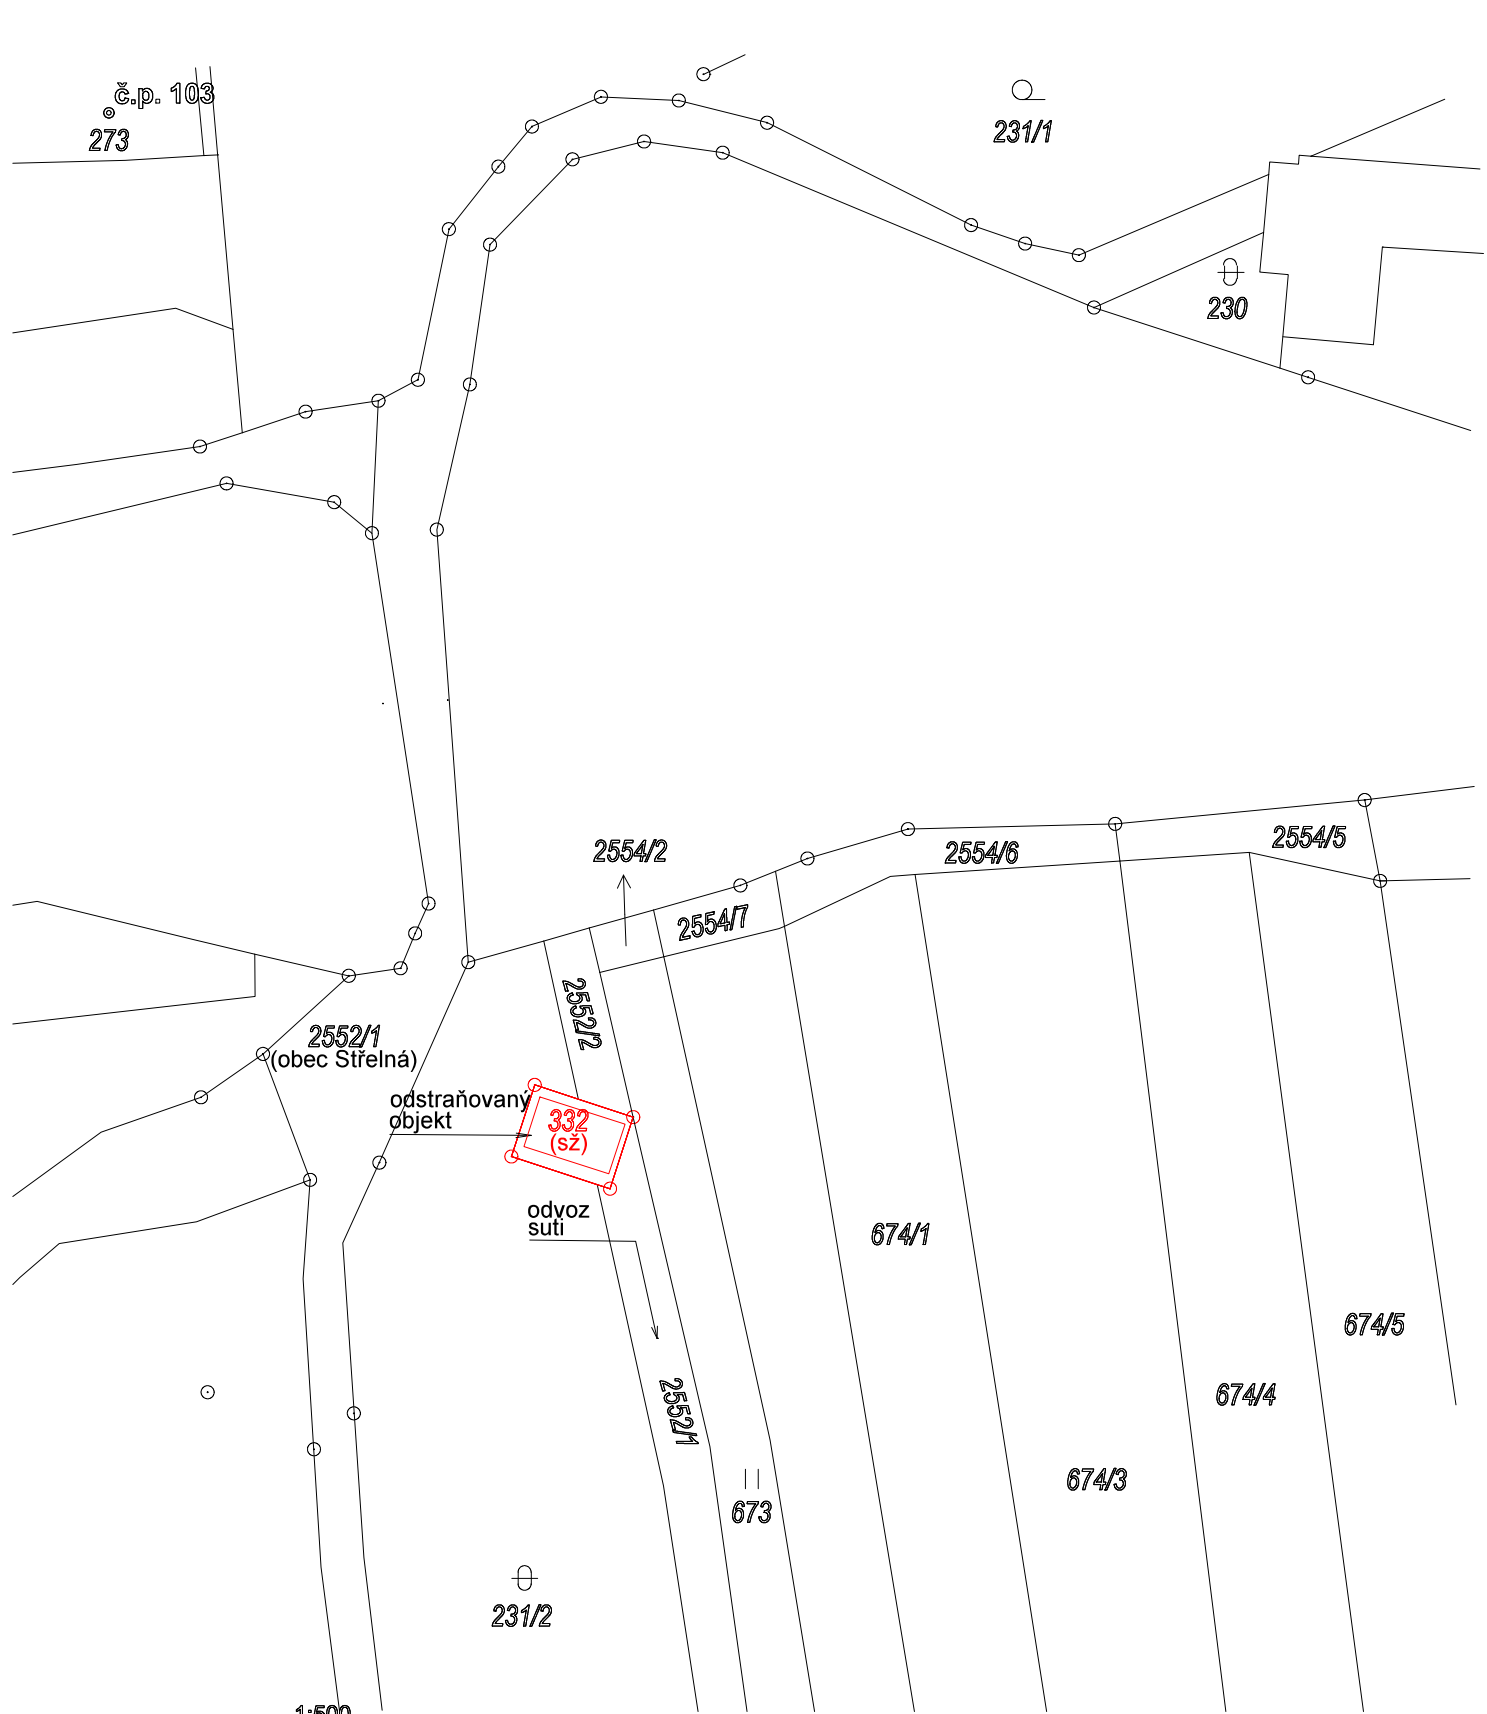 č.p. 103
273
231/1
230
2554/2
2554/6
2554/5
2554/7
2552/2
2552/1
(obec Střelná)
odstraňovaný
objekt
332
(sž)
odvoz
suti
674/1
674/5
2552/1
674/4
674/3
673
231/2
1:500